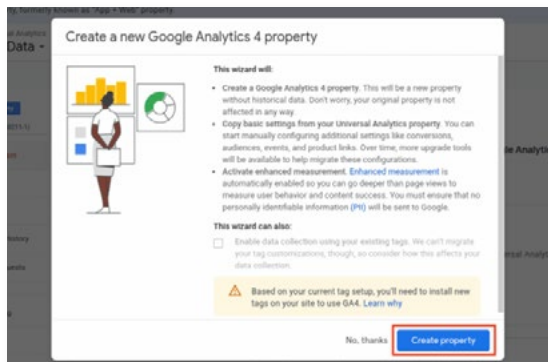 ty, formerly known as "App + Web" property.
Data
Create a new Google Analytics 4 property
This wizard will:
• Create a Google Analytics 4 property. This will be a new property
without historical data. Don't worry, your original property is not
affected in any way.
• Copy basic settings from your Universal Analytics property. You can
start manually configuring additional settings like conversions,
audiences, events, and product links. Over time, more upgrade tools
will be available to help migrate these configurations.
• Activate enhanced measurement. Enhanced measurement is
automatically enabled so you can go deeper than page views to
measure user behavior and content success. You must ensure that no
personally identifiable information (PII) will be sent to Google.
This wizard can also:
Enable data collection using your existing tags. We can't migrate
your tag customizations, though, so consider how this affects your
data collection.
Based on your current tag setup, you'll need to install new
tags on your site to use GA4. Learn why
No, thanks
Create property